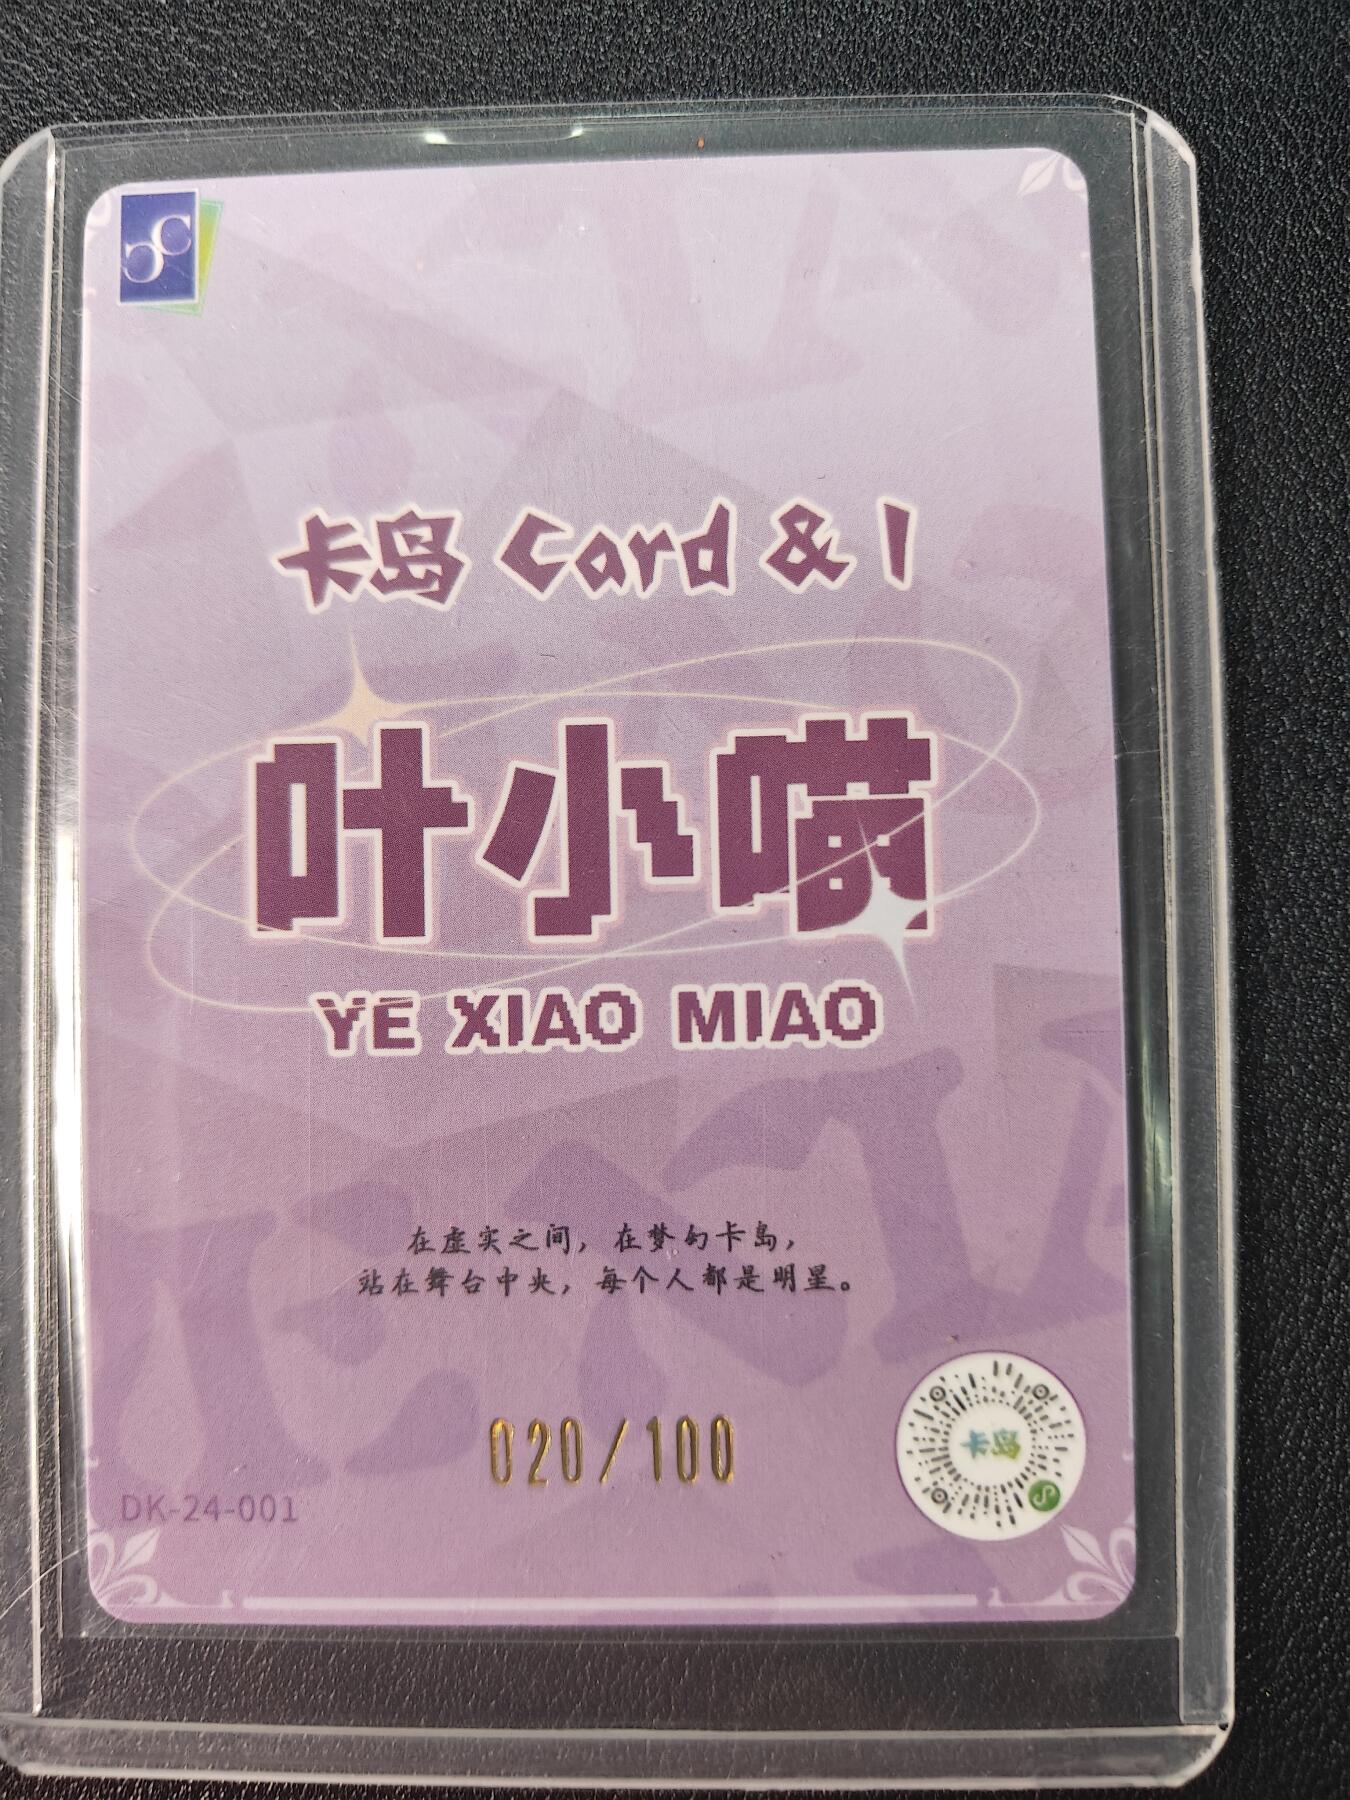 卡岛 Card & I
叶小喵
YE XIAO MIAO
在虚实之间，在梦幻卡岛，
站在舞台中央，每个人都是明星。
020/100
卡岛
DK-24-001